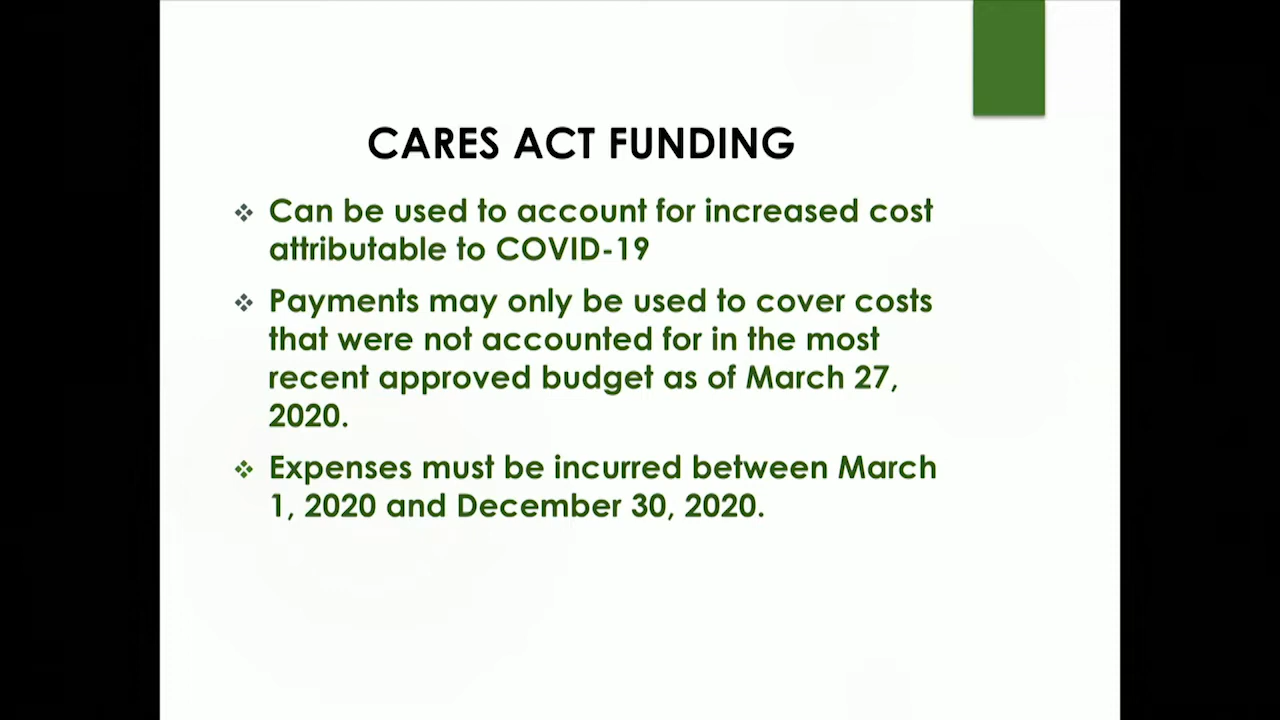 CARES ACT FUNDING
❖ Can be used to account for increased cost
attributable to COVID-19
❖ Payments may only be used to cover costs
that were not accounted for in the most
recent approved budget as of March 27,
2020.
❖ Expenses must be incurred between March
1, 2020 and December 30, 2020.